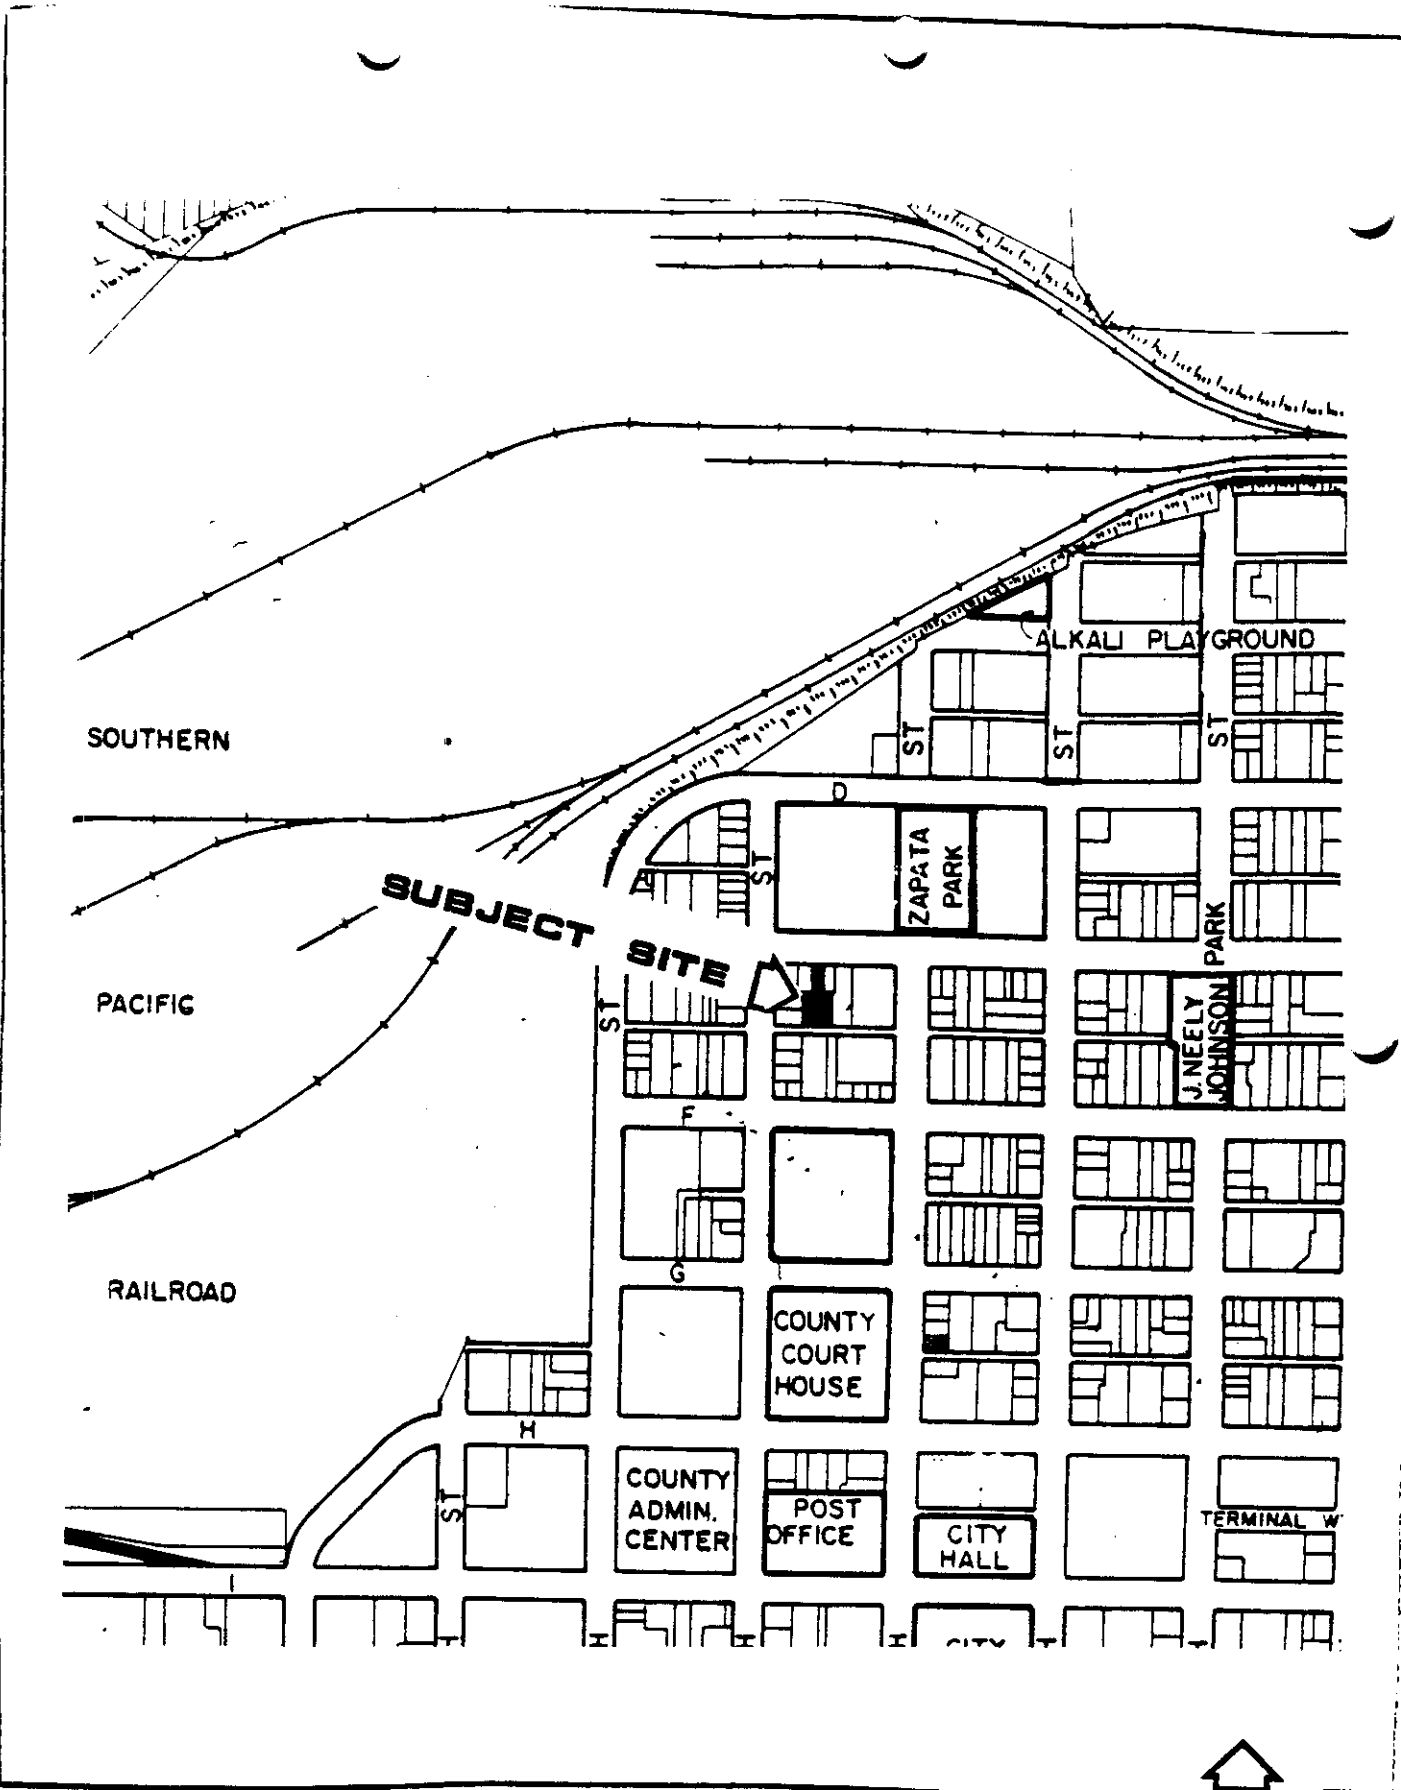 ALKALI PLAYGROUND
SOUTHERN
ST
ST
ST
D
ST
ZAPATA
PARK
SUBJECT SITE
PARK
PACIFIC
ST
J. NEELY
JOHNSON
F
G
RAILROAD
COUNTY
COURT
HOUSE
H
ST
COUNTY
ADMIN.
CENTER
POST
OFFICE
CITY
HALL
TERMINAL W
I
CITY